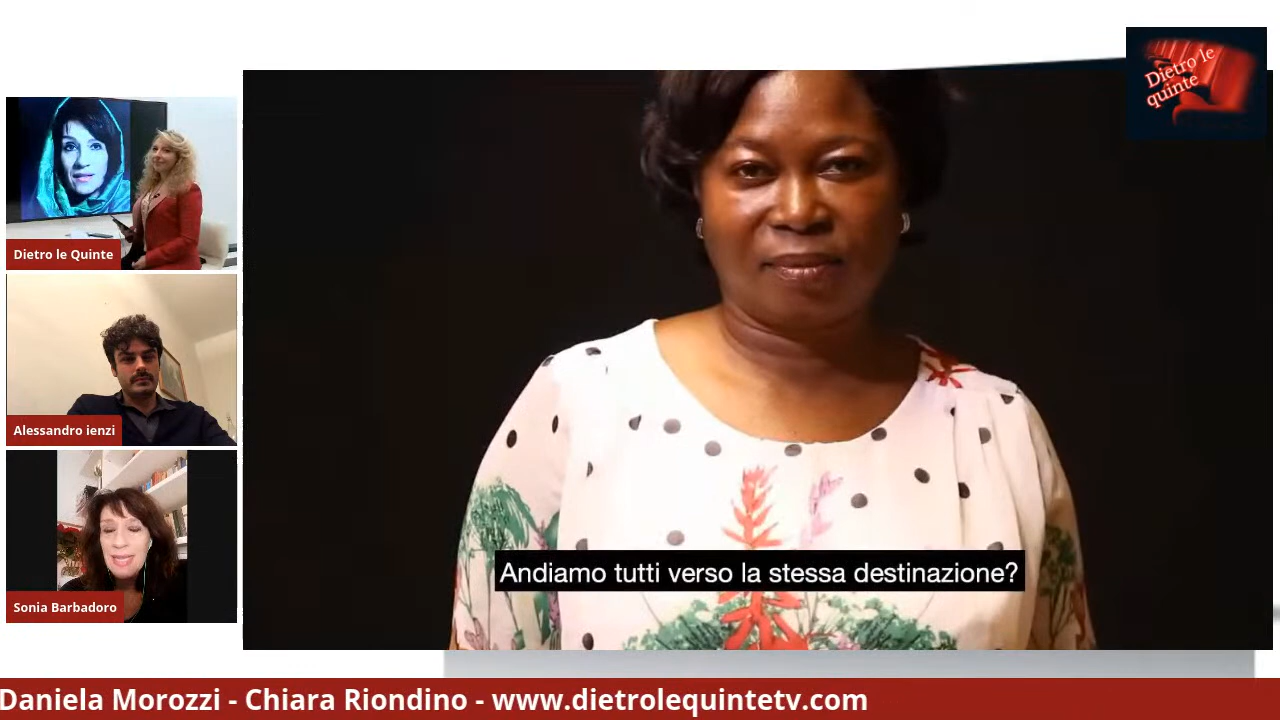 Dietro le
quinte
Dietro le Quinte
Alessandro ienzi
Sonia Barbadoro
Andiamo tutti verso la stessa destinazione?
Daniela Morozzi - Chiara Riondino - www.dietrolequintetv.com